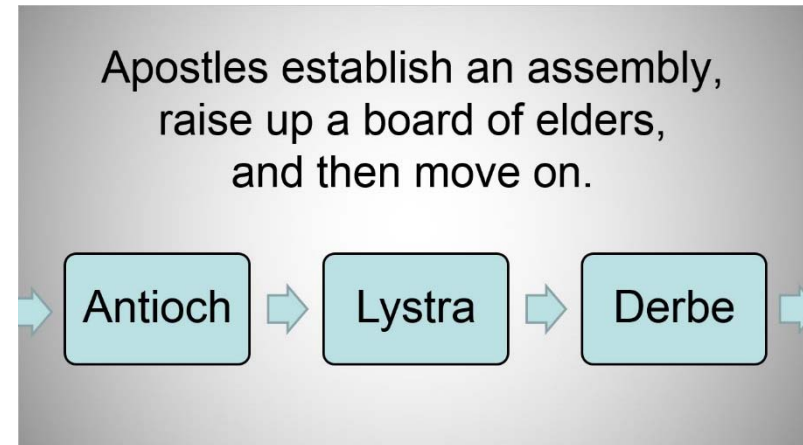 Apostles establish an assembly,
raise up a board of elders,
and then move on.
Antioch
Lystra
Derbe